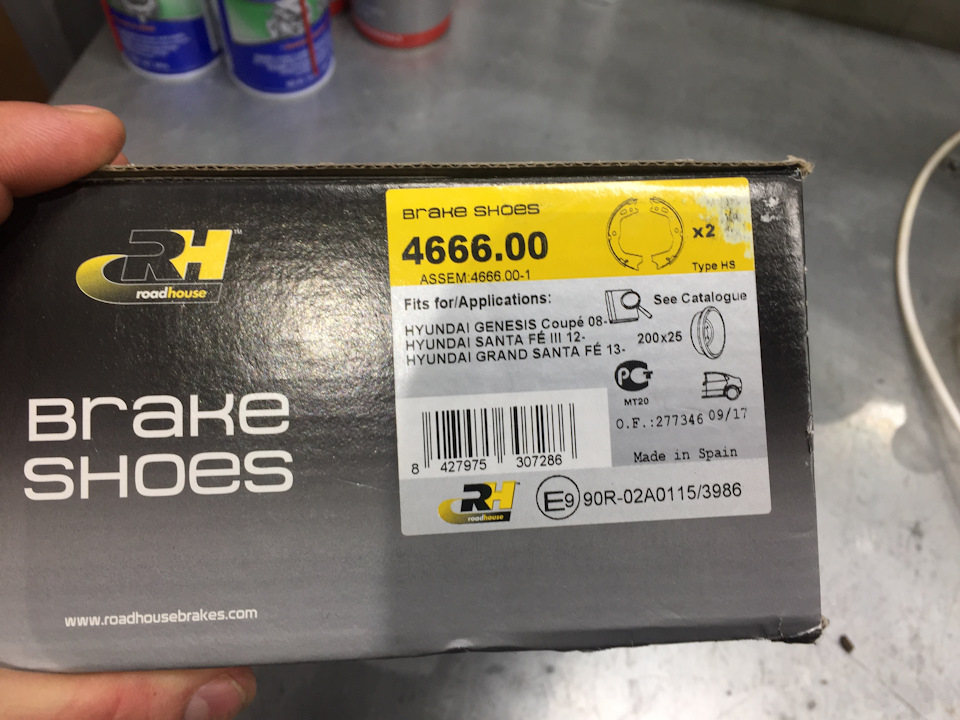 RH™
roadhouse
Brake
SHOES
www.roadhousebrakes.com
Brake SHOES
4666.00
ASSEM:4666.00-1
x2
Type HS
Fits for/Applications:
See Catalogue
HYUNDAI GENESIS Coupé 08-
HYUNDAI SANTA FÉ III 12-
HYUNDAI GRAND SANTA FÉ 13-
200x25
РСТ
MT20
O.F.:277346 09/17
Made in Spain
8 427975 307286
RH
roadhouse
E9 90R-02A0115/3986